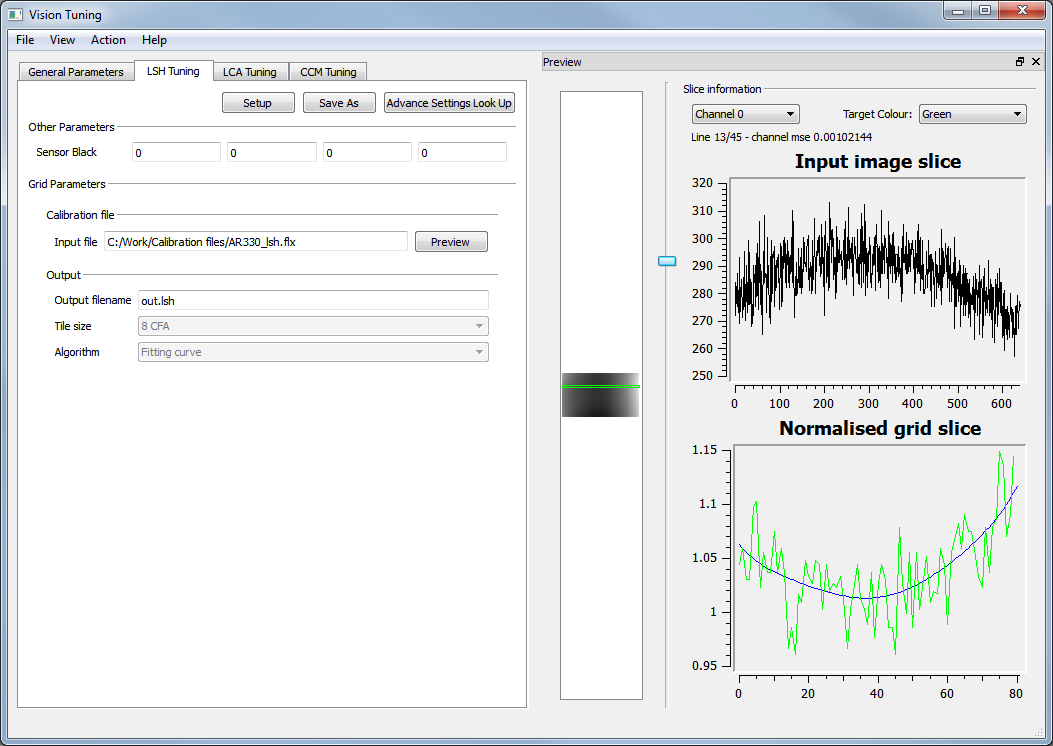 Vision Tuning
File View Action Help
General Parameters LSH Tuning LCA Tuning CCM Tuning
Setup Save As Advance Settings Look Up
Other Parameters
Sensor Black 0 0 0 0
Grid Parameters
Calibration file
Input file C:/Work/Calibration files/AR330_lsh.flx Preview
Output
Output filename out.lsh
Tile size 8 CFA
Algorithm Fitting curve
Preview
Slice information
Channel 0 Target Colour: Green
Line 13/45 - channel mse 0.00102144
Input image slice
320
310
300
290
280
270
260
250
0 100 200 300 400 500 600
Normalised grid slice
1.15
1.1
1.05
1
0.95
0 20 40 60 80